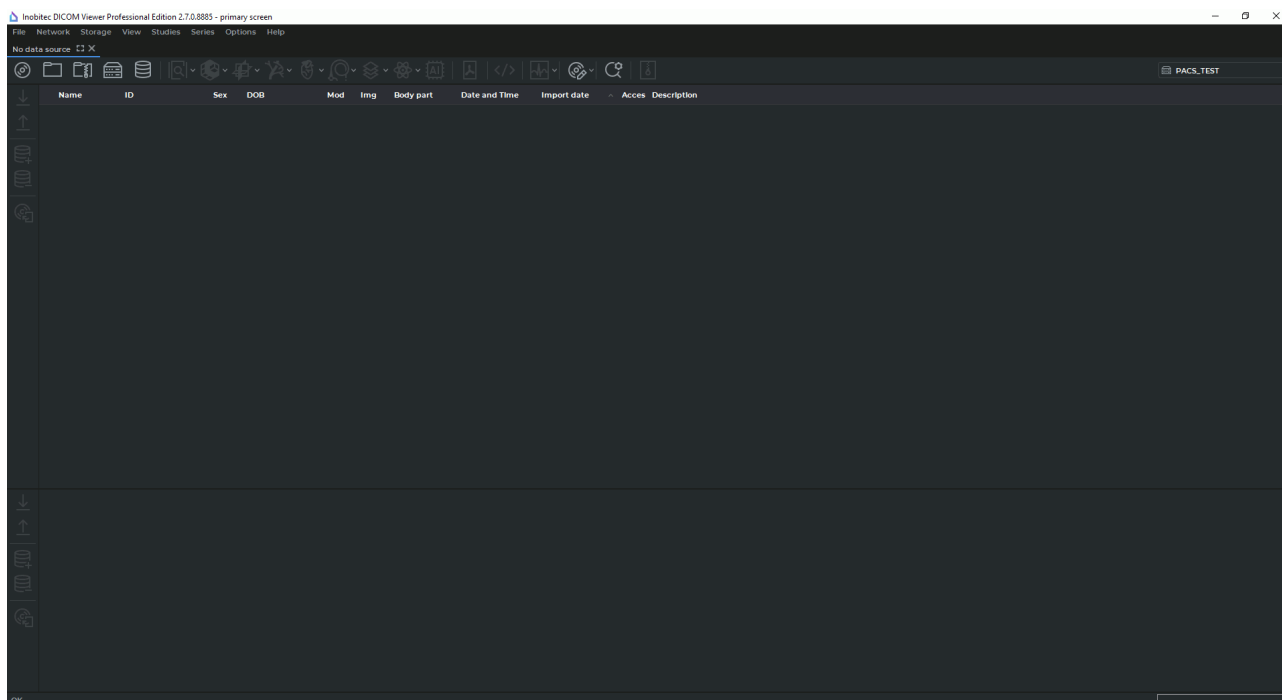 Inobitec DICOM Viewer Professional Edition 2.7.0.8885 - primary screen
File Network Storage View Studies Series Options Help
No data source
AI </> PACS_TEST
Name ID Sex DOB Mod Img Body part Date and Time Import date Acces Description
OK